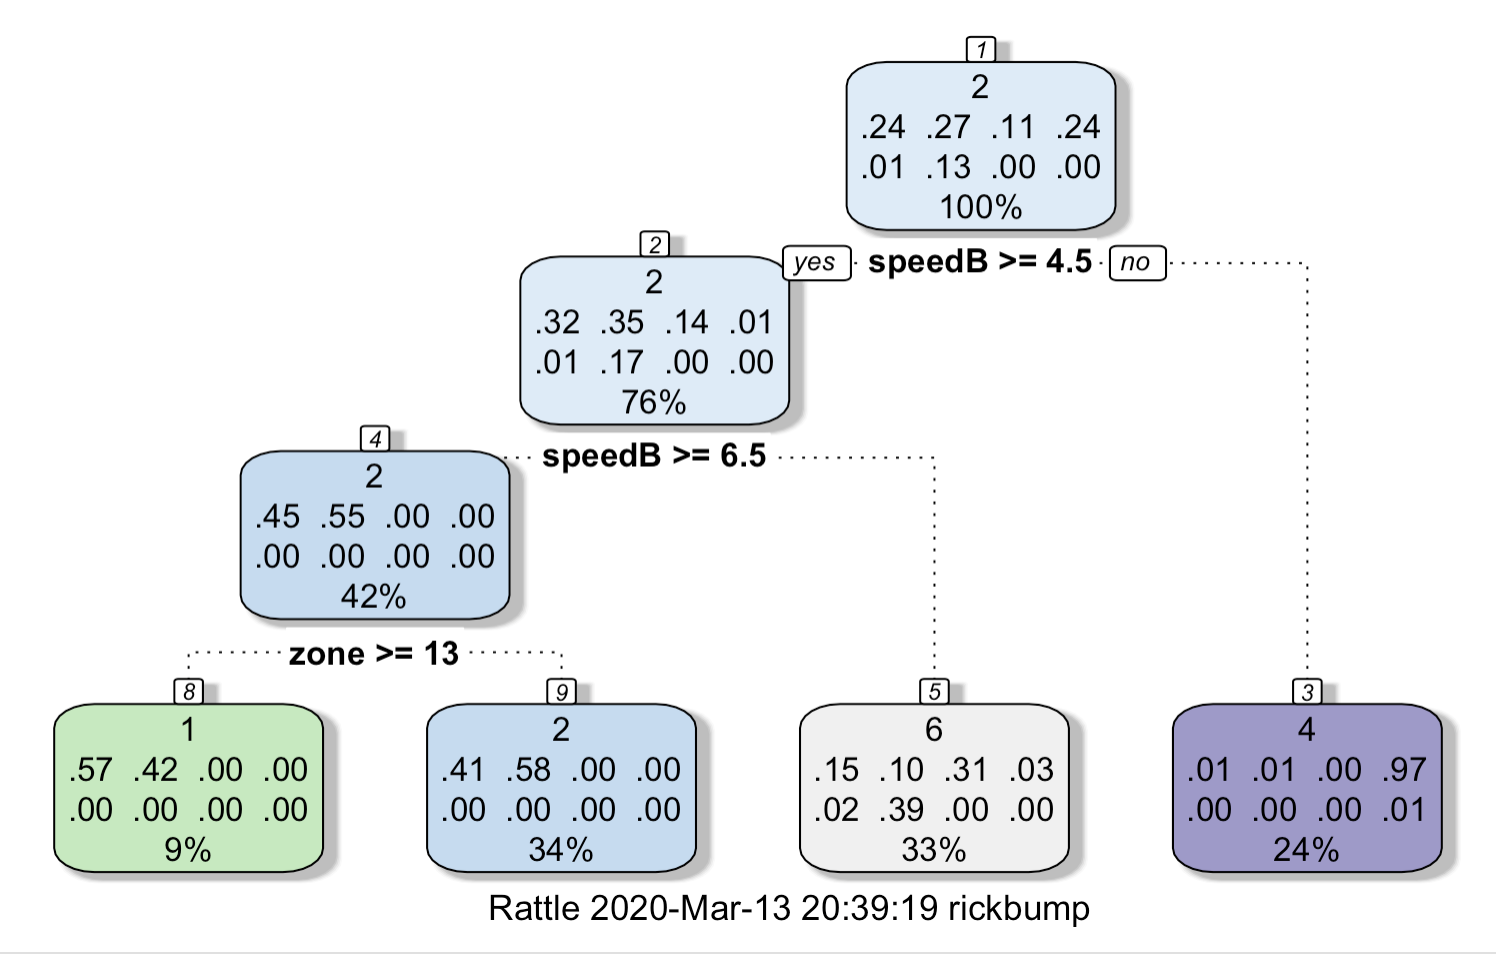 1
2
.24 .27 .11 .24
.01 .13 .00 .00
100%
yes speedB >= 4.5 no
2
2
.32 .35 .14 .01
.01 .17 .00 .00
76%
speedB >= 6.5
4
2
.45 .55 .00 .00
.00 .00 .00 .00
42%
zone >= 13
8
1
.57 .42 .00 .00
.00 .00 .00 .00
9%
9
2
.41 .58 .00 .00
.00 .00 .00 .00
34%
5
6
.15 .10 .31 .03
.02 .39 .00 .00
33%
3
4
.01 .01 .00 .97
.00 .00 .00 .01
24%
Rattle 2020-Mar-13 20:39:19 rickbump